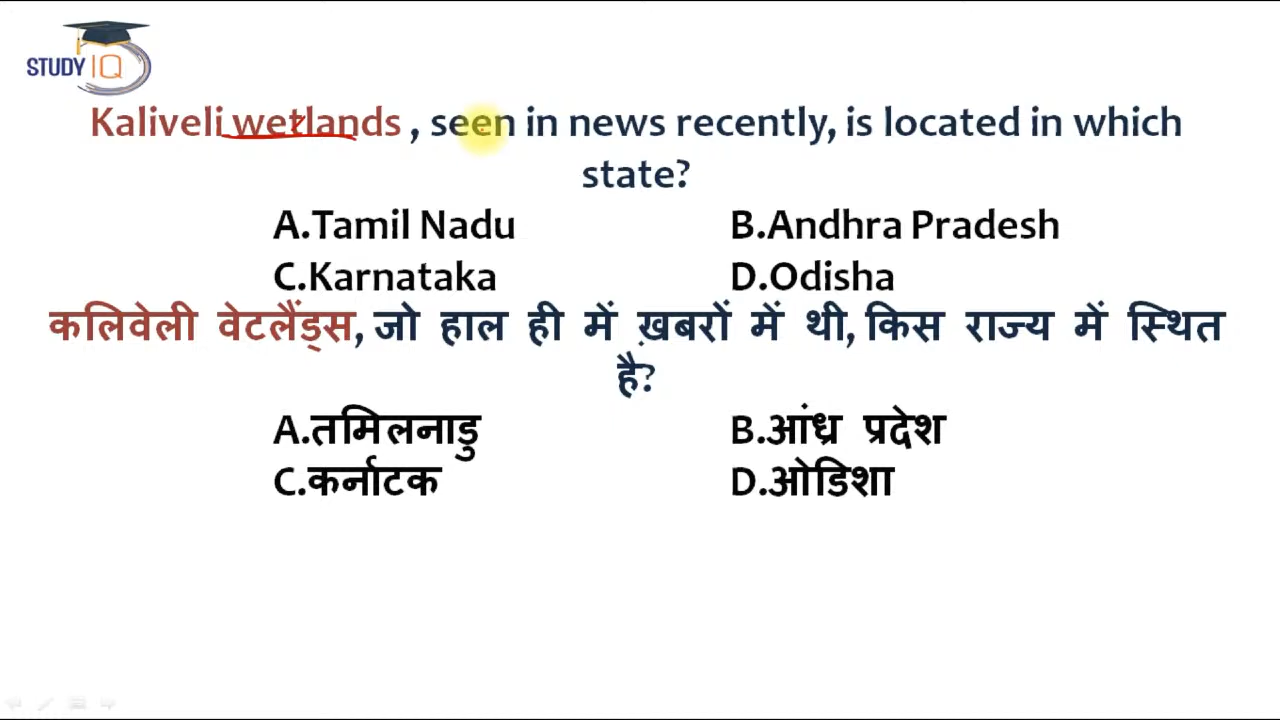 STUDY IQ
Kaliveli wetlands , seen in news recently, is located in which
state?
A.Tamil Nadu B.Andhra Pradesh
C.Karnataka D.Odisha
कलिवेली वेटलैंड्स, जो हाल ही में ख़बरों में थी, किस राज्य में स्थित
है?
A.तमिलनाडु B.आंध्र प्रदेश
C.कर्नाटक D.ओडिशा